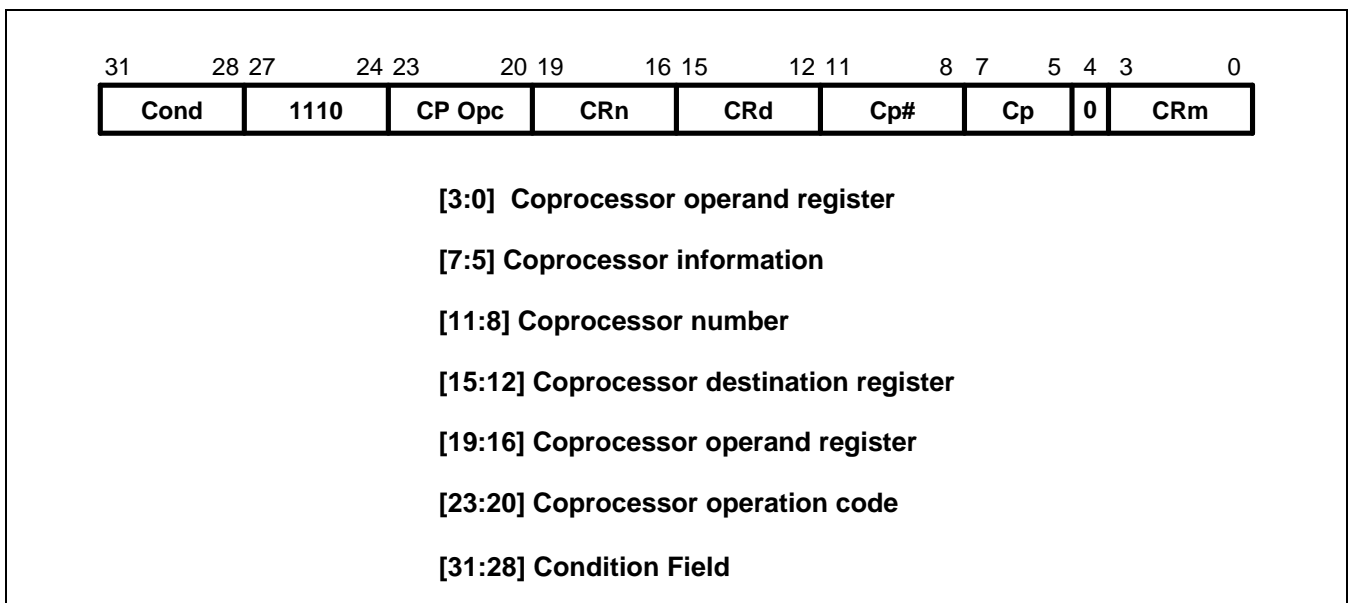 31 28 27 24 23 20 19 16 15 12 11 8 7 5 4 3 0
Cond 1110 CP Opc CRn CRd Cp# Cp 0 CRm
[3:0] Coprocessor operand register
[7:5] Coprocessor information
[11:8] Coprocessor number
[15:12] Coprocessor destination register
[19:16] Coprocessor operand register
[23:20] Coprocessor operation code
[31:28] Condition Field